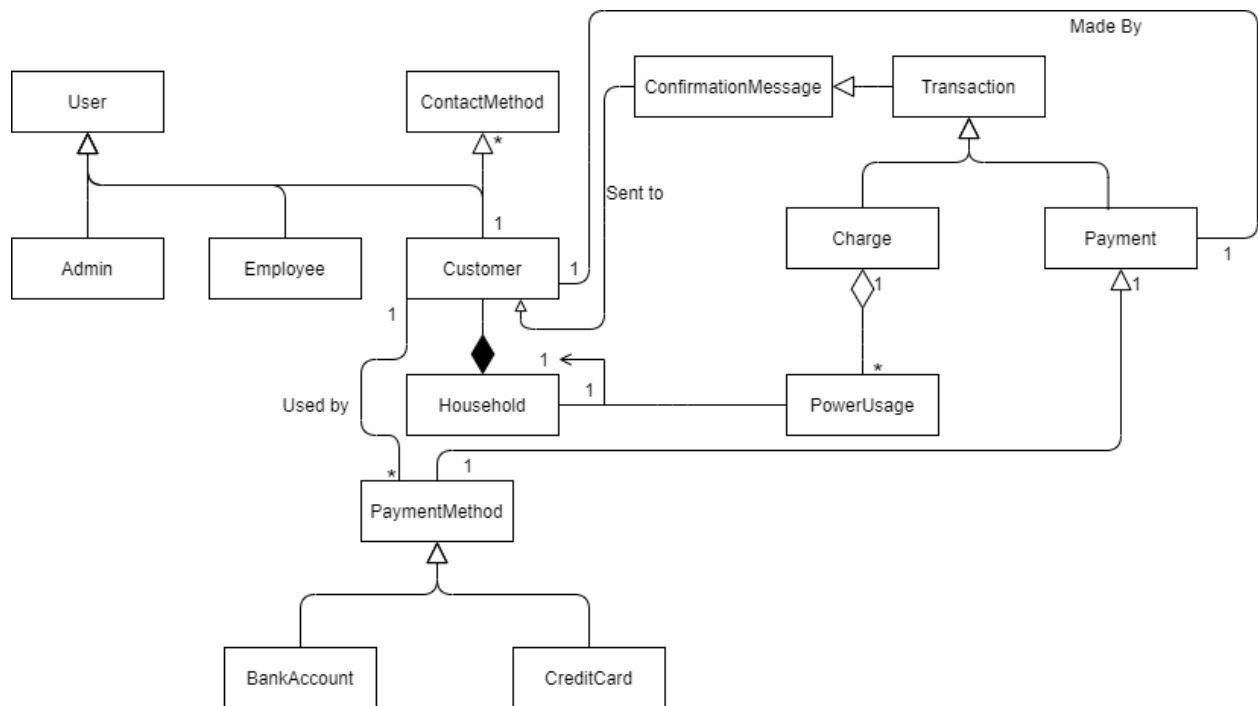 Made By
User
ContactMethod
ConfirmationMessage
Transaction
*
Sent to
1
Admin
Employee
Customer
1
Charge
Payment
1
1
1
1
1
1
*
Used by
Household
PowerUsage
1
*
PaymentMethod
BankAccount
CreditCard